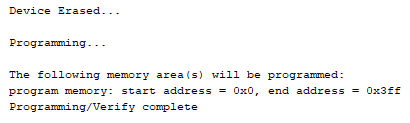 Device Erased...
Programming...
The following memory area(s) will be programmed:
program memory: start address = 0x0, end address = 0x3ff
Programming/Verify complete